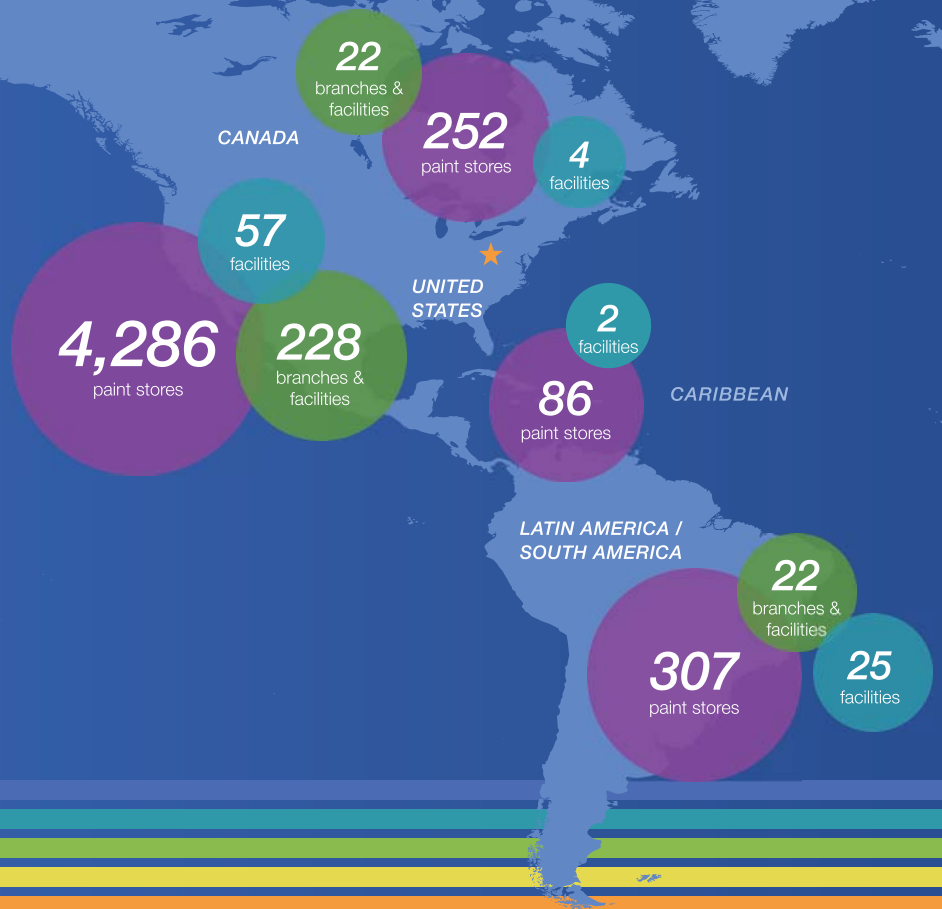 22
branches &
facilities
CANADA
252
paint stores
4
facilities
57
facilities
UNITED
STATES
4,286
paint stores
228
branches &
facilities
2
facilities
86
paint stores
CARIBBEAN
LATIN AMERICA /
SOUTH AMERICA
22
branches &
facilities
307
paint stores
25
facilities